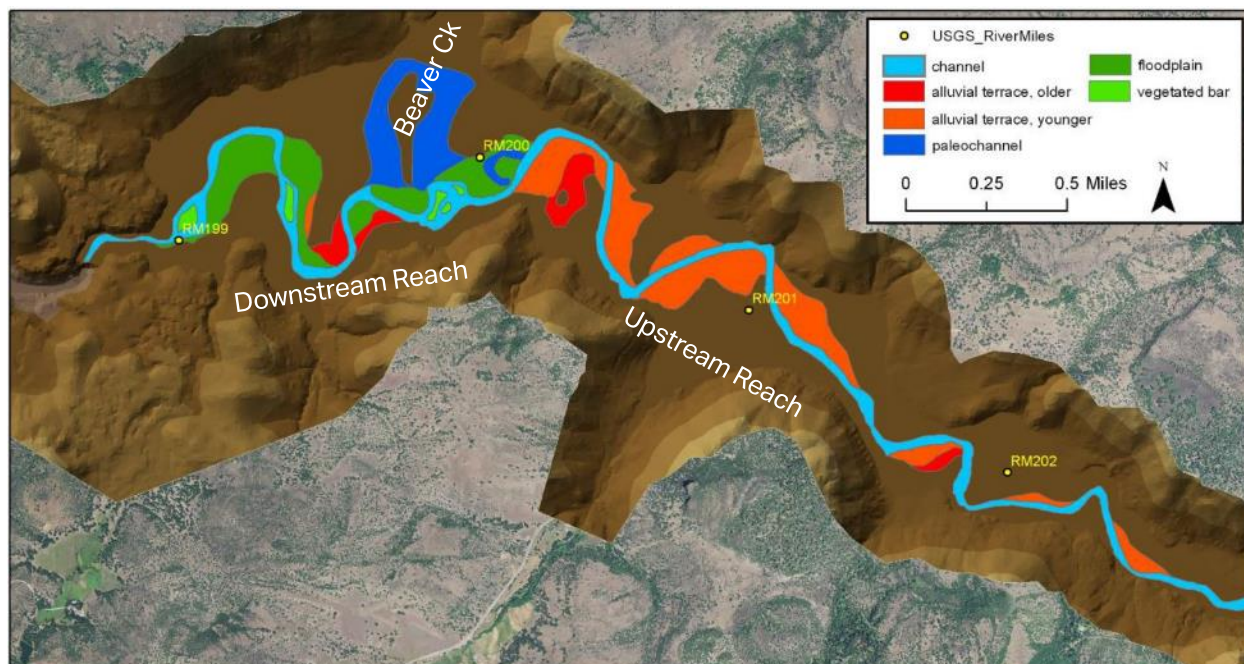 USGS_RiverMiles
channel
floodplain
alluvial terrace, older
vegetated bar
alluvial terrace, younger
paleochannel
N
0 0.25 0.5 Miles
Beaver Ck
RM200
RM199
Downstream Reach
RM201
Upstream Reach
RM202